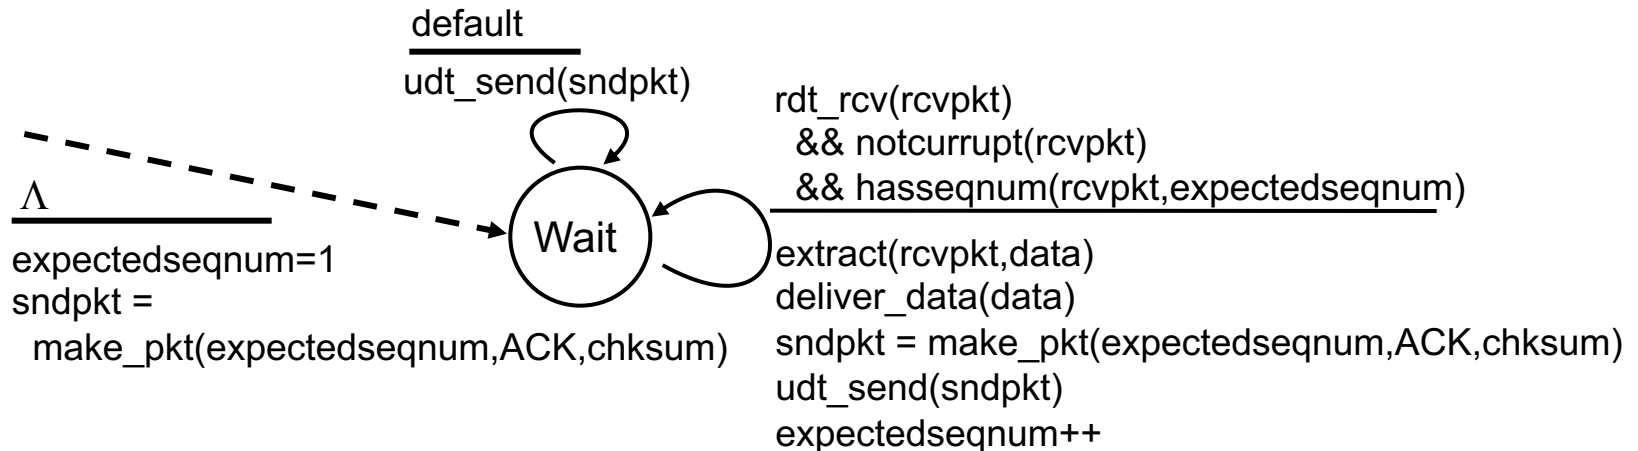 default
udt_send(sndpkt)
rdt_rcv(rcvpkt)
&& notcurrupt(rcvpkt)
&& hasseqnum(rcvpkt,expectedseqnum)
Λ
Wait
expectedseqnum=1
sndpkt =
make_pkt(expectedseqnum,ACK,chksum)
extract(rcvpkt,data)
deliver_data(data)
sndpkt = make_pkt(expectedseqnum,ACK,chksum)
udt_send(sndpkt)
expectedseqnum++